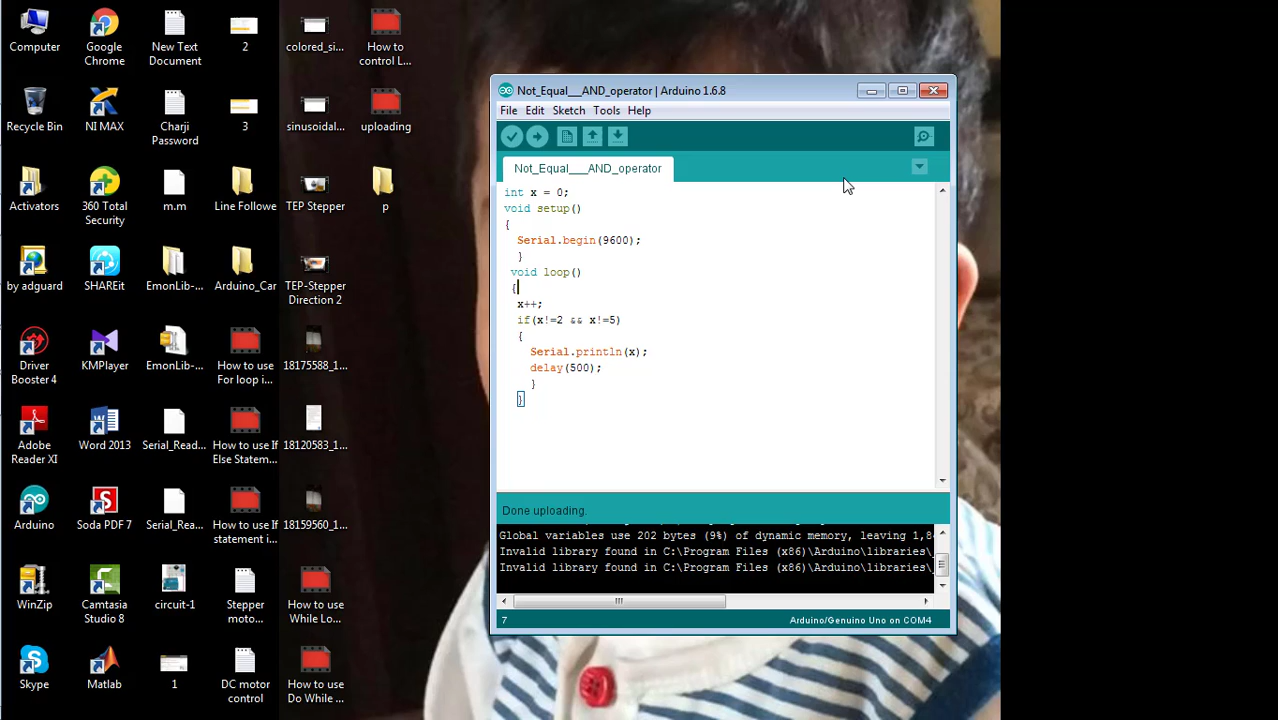 Computer
Google
Chrome
New Text
Document
2
colored_si...
How to
control L...
Recycle Bin
NI MAX
Charji
Password
3
sinusoidal...
uploading
Activators
360 Total
Security
m.m
Line Followe
TEP Stepper
p
by adguard
SHAREit
EmonLib-...
Arduino_Car
TEP-Stepper
Direction 2
Driver
Booster 4
KMPlayer
EmonLib-...
How to use
For loop i...
18175588_1...
Adobe
Reader XI
Word 2013
Serial_Read...
How to use If
Else Statem...
18120583_1...
Arduino
Soda PDF 7
Serial_Rea...
How to use if
statement i...
18159560_1...
WinZip
Camtasia
Studio 8
circuit-1
Stepper
moto...
How to use
While Lo...
Skype
Matlab
1
DC motor
control
How to use
Do While ...
Not_Equal__AND_operator | Arduino 1.6.8
File Edit Sketch Tools Help
Not_Equal__AND_operator
int x = 0;
void setup()
{
Serial.begin(9600);
}
void loop()
{
x++;
if(x!=2 && x!=5)
{
Serial.println(x);
delay(500);
}
}
Done uploading.
Global variables use 202 bytes (9%) of dynamic memory, leaving 1,8
Invalid library found in C:\Program Files (x86)\Arduino\libraries\
Invalid library found in C:\Program Files (x86)\Arduino\libraries\
7
Arduino/Genuino Uno on COM4